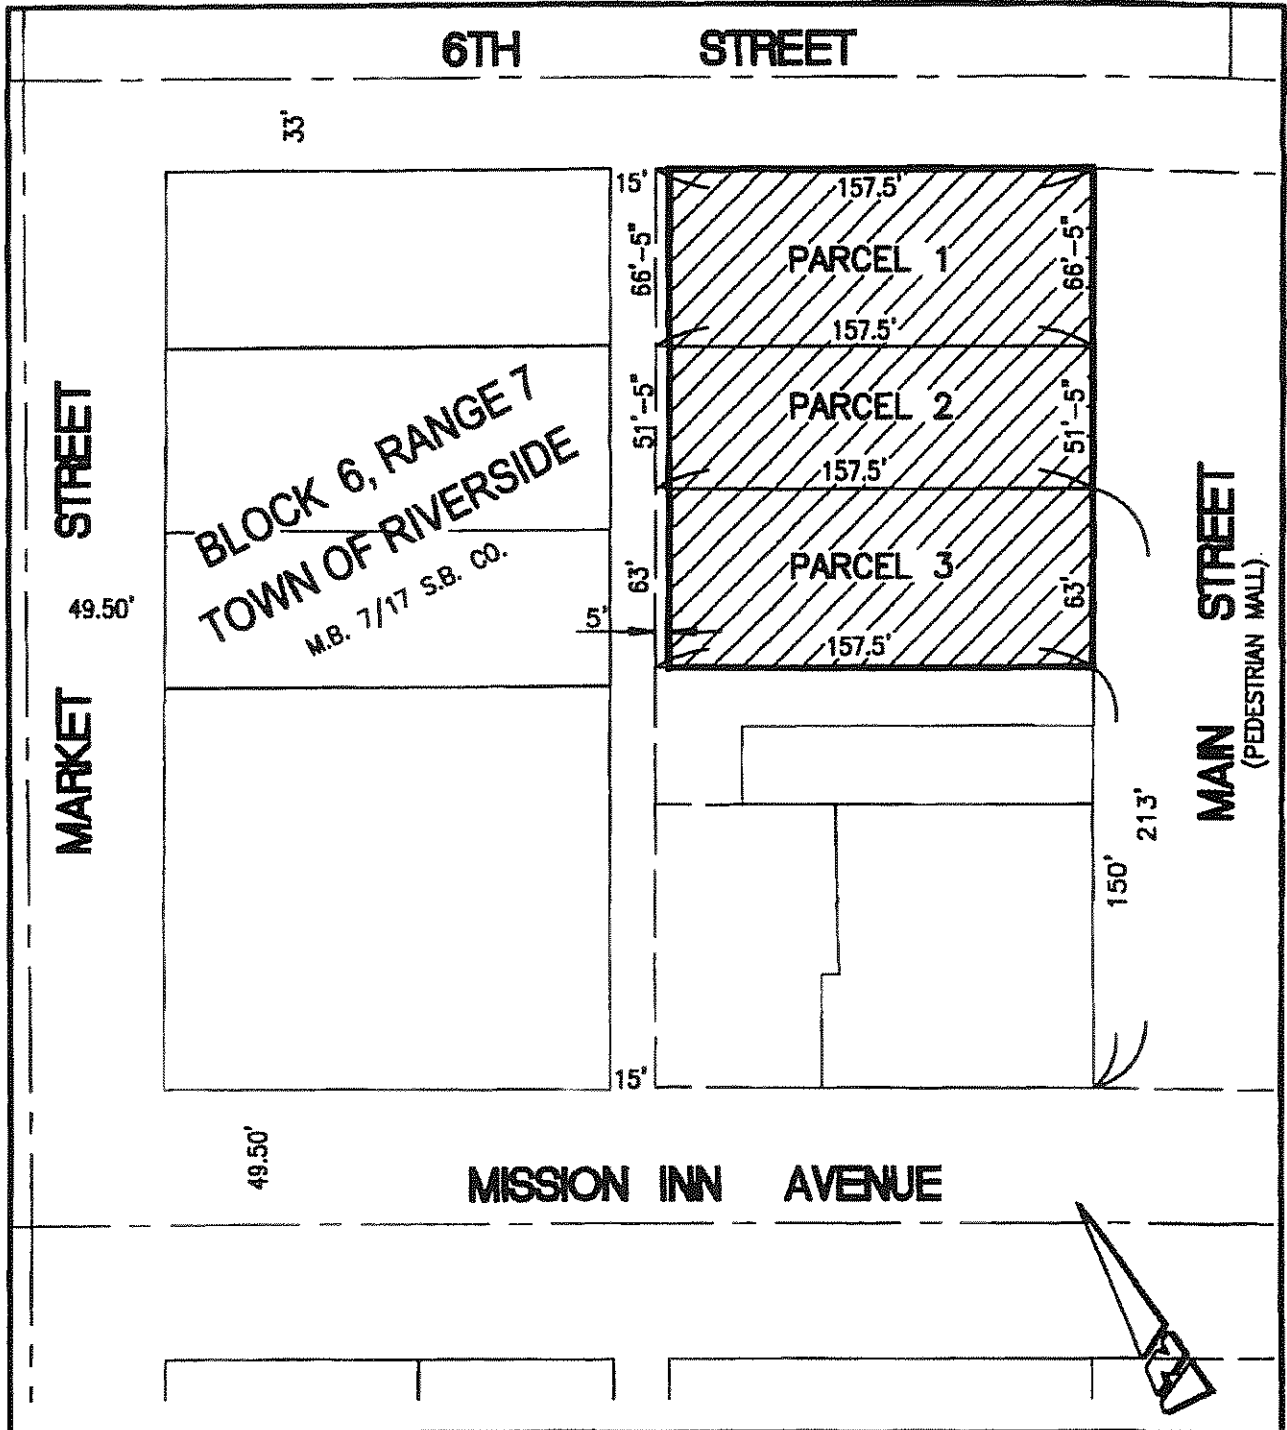 6TH STREET
33'
15'
157.5'
66'-5"
PARCEL 1
66'-5"
157.5'
51'-5"
PARCEL 2
51'-5"
157.5'
63'
PARCEL 3
63'
5'
157.5'
BLOCK 6, RANGE 7
TOWN OF RIVERSIDE
M.B. 7/17 S.B. CO.
MARKET STREET
49.50'
MAIN STREET
(PEDESTRIAN MALL)
213'
150'
15'
49.50'
MISSION INN AVENUE
N